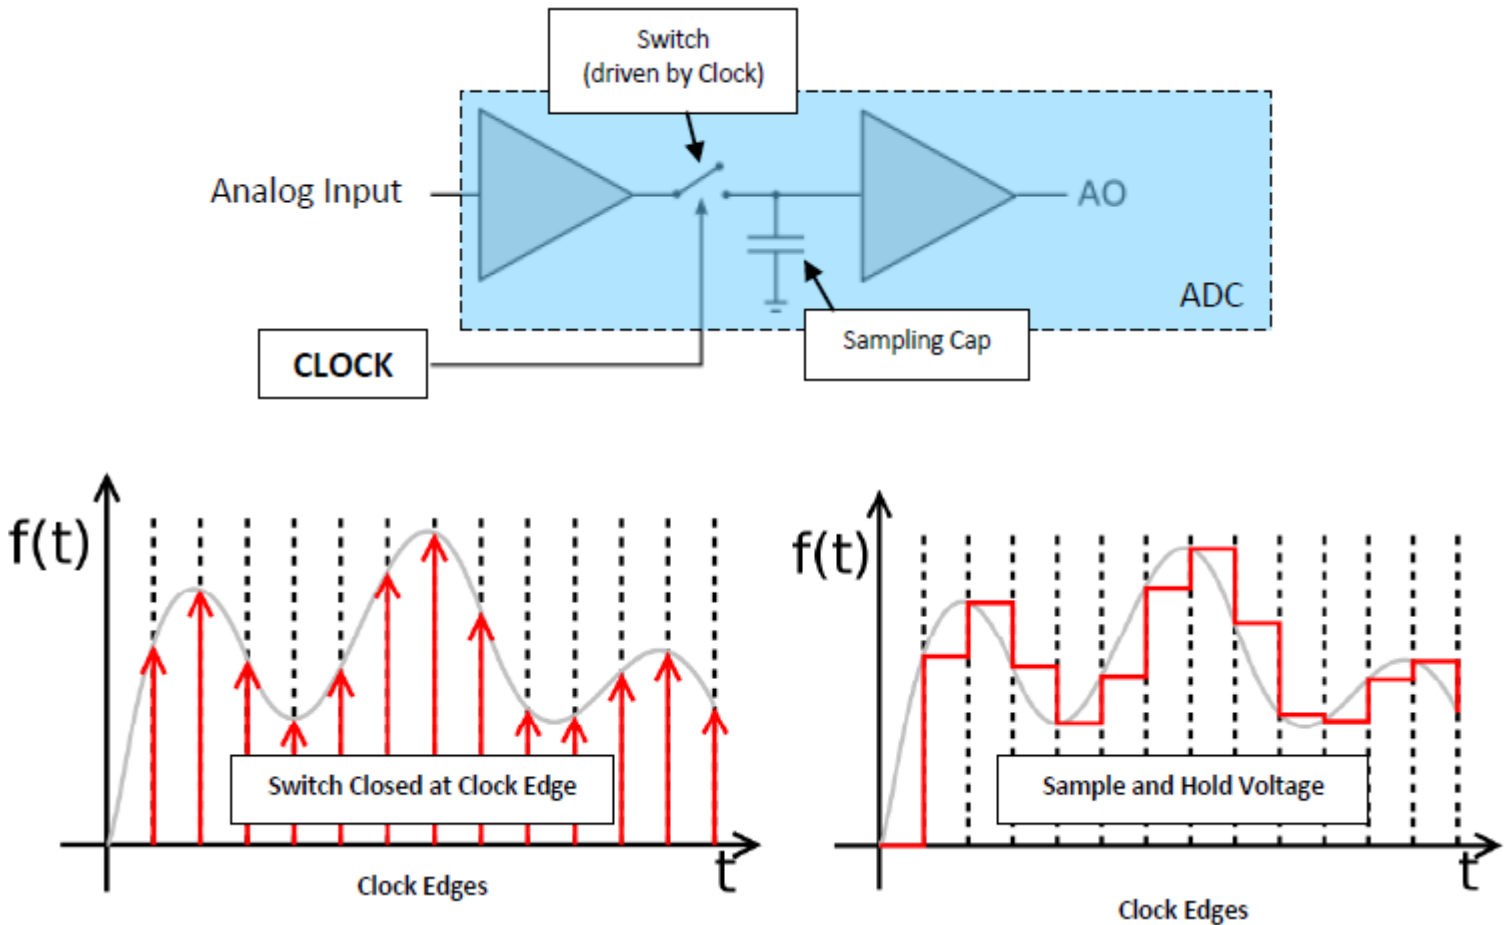 Switch
(driven by Clock)
Analog Input
AO
ADC
Sampling Cap
CLOCK
f(t)
Switch Closed at Clock Edge
t
Clock Edges
f(t)
Sample and Hold Voltage
t
Clock Edges